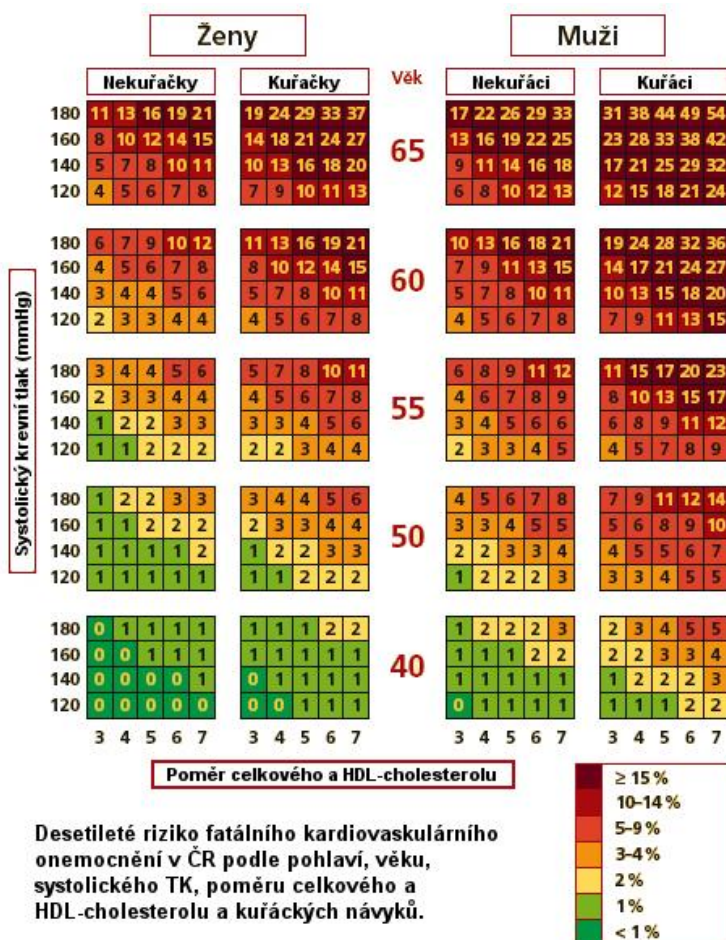 Ženy Muži
Nekuřačky Kuřačky Věk Nekuřáci Kuřáci
180 11 13 16 19 21 19 24 29 33 37 17 22 26 29 33 31 38 44 49 54
160 8 10 12 14 15 14 18 21 24 27 13 16 19 22 25 23 28 33 38 42
65
140 5 7 8 10 11 10 13 16 18 20 9 11 14 16 18 17 21 25 29 32
120 4 5 6 7 8 7 9 10 11 13 6 8 10 12 13 12 15 18 21 24
180 6 7 9 10 12 11 13 16 19 21 10 13 16 18 21 19 24 28 32 36
160 4 5 6 7 8 8 10 12 14 15 7 9 11 13 15 14 17 21 24 27
60
140 3 4 4 5 6 5 7 8 10 11 5 7 8 10 11 10 13 15 18 20
120 2 3 3 4 4 4 5 6 7 8 4 5 6 7 8 7 9 11 13 15
Systolický krevní tlak (mmHg)
180 3 4 4 5 6 5 7 8 10 11 6 8 9 11 12 11 15 17 20 23
160 2 3 3 4 4 4 5 6 7 8 4 6 7 8 9 8 10 13 15 17
55
140 1 2 2 3 3 3 3 4 5 6 3 4 5 6 6 6 8 9 11 12
120 1 1 2 2 2 2 2 3 4 4 2 3 3 4 5 4 5 7 8 9
180 1 2 2 3 3 3 4 4 5 6 4 5 6 7 8 7 9 11 12 14
160 1 1 2 2 2 2 3 3 4 4 3 3 4 5 5 5 6 8 9 10
50
140 1 1 1 1 2 1 2 2 3 3 2 2 3 3 4 4 5 5 6 7
120 1 1 1 1 1 1 1 2 2 2 1 2 2 2 3 3 3 4 5 5
180 0 1 1 1 1 1 1 1 2 2 1 2 2 2 3 2 3 4 5 5
160 0 0 1 1 1 1 1 1 1 1 1 1 1 2 2 2 2 3 3 4
40
140 0 0 0 0 1 0 1 1 1 1 1 1 1 1 1 1 2 2 2 3
120 0 0 0 0 0 0 0 1 1 1 0 1 1 1 1 1 1 1 2 2
3 4 5 6 7 3 4 5 6 7 3 4 5 6 7 3 4 5 6 7
Poměr celkového a HDL-cholesterolu
≥ 15 %
10–14 %
5–9 %
3–4 %
2 %
1 %
< 1 %
Desetileté riziko fatálního kardiovaskulárního
onemocnění v ČR podle pohlaví, věku,
systolického TK, poměru celkového a
HDL-cholesterolu a kuřáckých návyků.